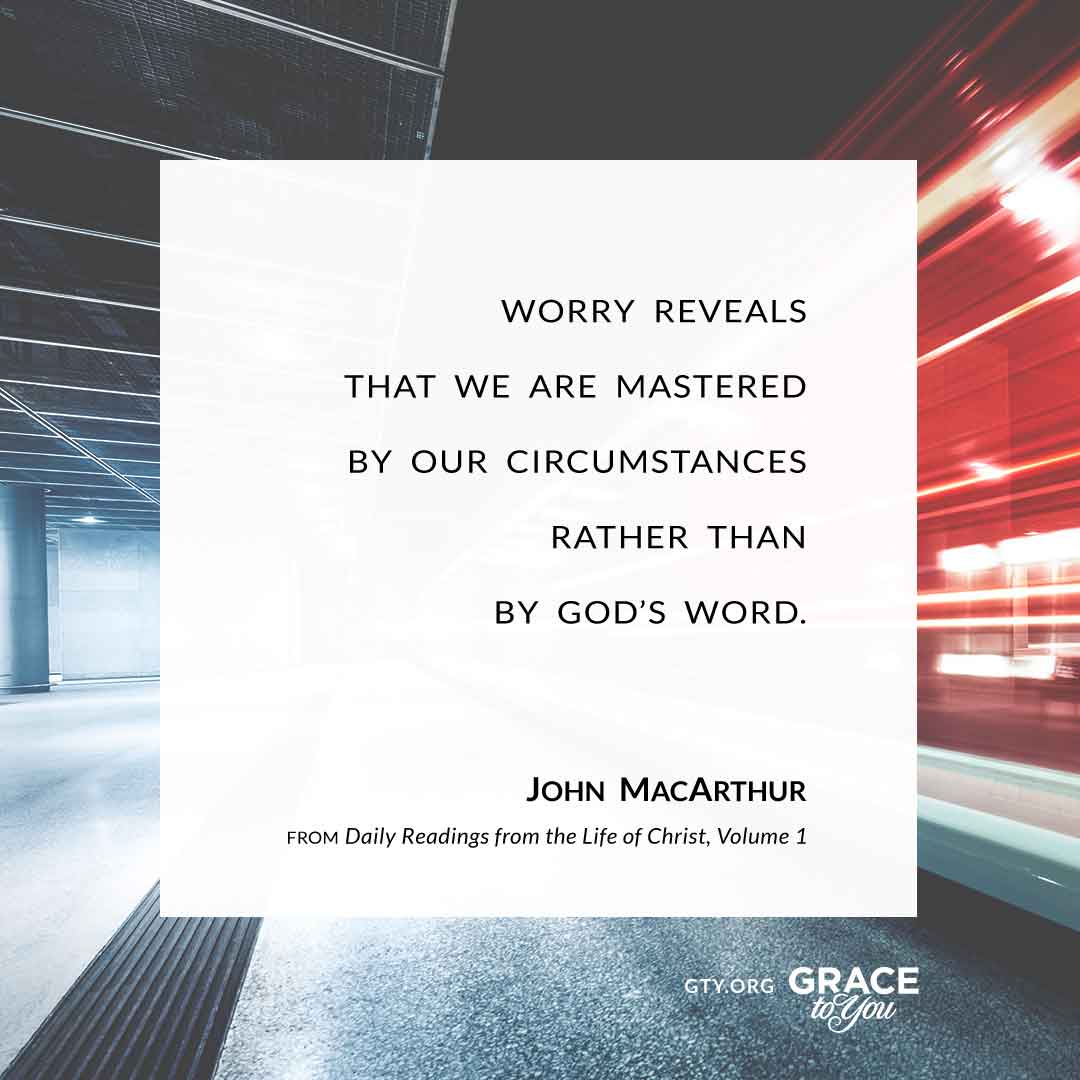 WORRY REVEALS
THAT WE ARE MASTERED
BY OUR CIRCUMSTANCES
RATHER THAN
BY GOD’S WORD.
JOHN MACARTHUR
FROM Daily Readings from the Life of Christ, Volume 1
GTY.ORG GRACE
to You